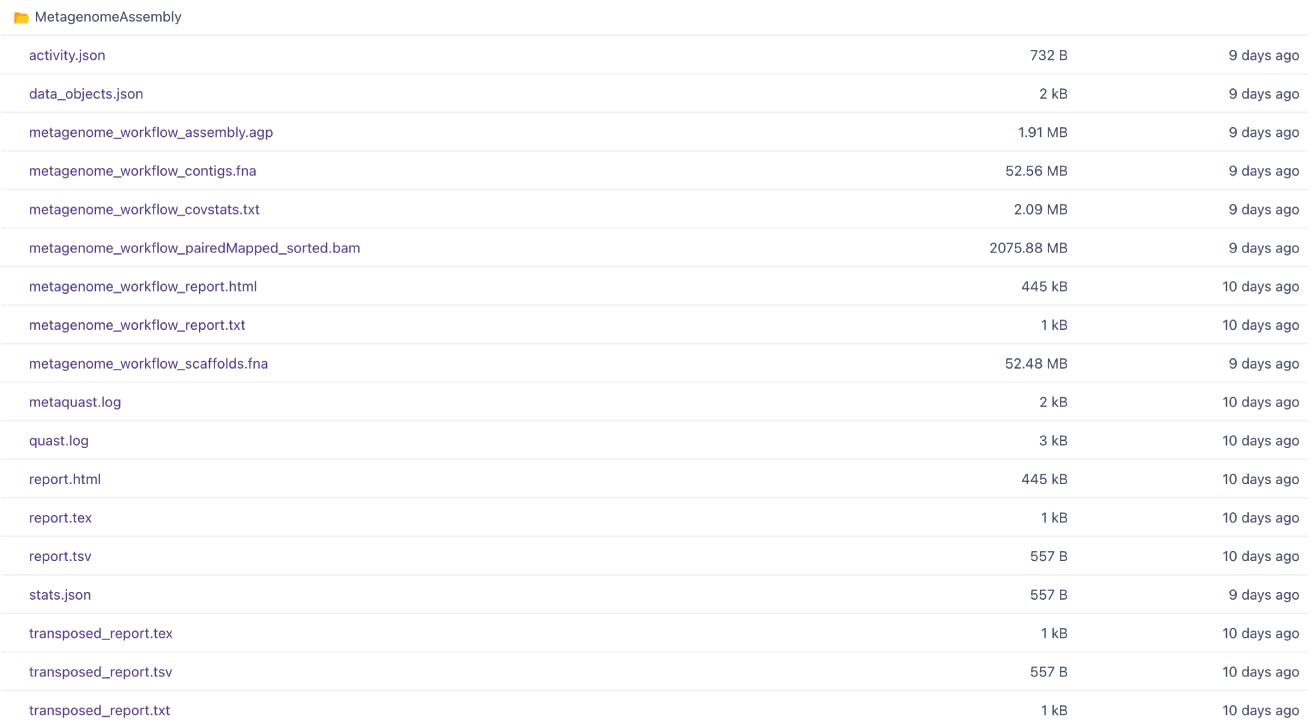 MetagenomeAssembly
activity.json 732 B 9 days ago
data_objects.json 2 kB 9 days ago
metagenome_workflow_assembly.agp 1.91 MB 9 days ago
metagenome_workflow_contigs.fna 52.56 MB 9 days ago
metagenome_workflow_covstats.txt 2.09 MB 9 days ago
metagenome_workflow_pairedMapped_sorted.bam 2075.88 MB 9 days ago
metagenome_workflow_report.html 445 kB 10 days ago
metagenome_workflow_report.txt 1 kB 10 days ago
metagenome_workflow_scaffolds.fna 52.48 MB 9 days ago
metaquast.log 2 kB 10 days ago
quast.log 3 kB 10 days ago
report.html 445 kB 10 days ago
report.tex 1 kB 10 days ago
report.tsv 557 B 10 days ago
stats.json 557 B 9 days ago
transposed_report.tex 1 kB 10 days ago
transposed_report.tsv 557 B 10 days ago
transposed_report.txt 1 kB 10 days ago